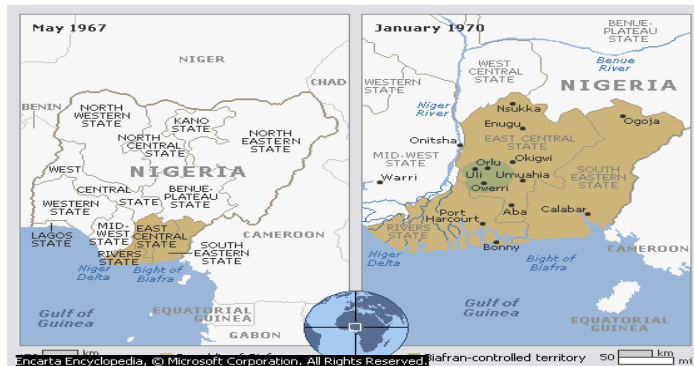 May 1967
NIGER
CHAD
BENIN
NORTH
WESTERN
STATE
KANO
STATE
NORTH
CENTRAL
STATE
NORTH
EASTERN
STATE
NIGERIA
WEST
CENTRAL
STATE
BENUE-
PLATEAU
STATE
WESTERN
STATE
MID-
WEST
STATE
EAST
CENTRAL
STATE
LAGOS
STATE
RIVERS
STATE
SOUTH
EASTERN
STATE
CAMEROON
Niger
Delta
Bight of
Biafra
Gulf of
Guinea
EQUATORIAL
GUINEA
GABON
km
January 1970
BENUE-
PLATEAU
STATE
Benue
River
WEST
CENTRAL
STATE
WESTERN
STATE
NIGERIA
Niger
River
Nsukka
Enugu
Ogoja
Onitsha
EAST CENTRAL
STATE
MID-WEST
STATE
Orlu
Okigwi
Uli
Umuahia
Warri
Owerri
SOUTH
EASTERN
STATE
Aba
Calabar
Port
Harcourt
RIVERS
STATE
Bonny
CAMEROON
Niger
Delta
Bight of
Biafra
Gulf of
Guinea
EQUATORIAL
GUINEA
Biafran-controlled territory
50
km
mi
Encarta Encyclopedia, © Microsoft Corporation. All Rights Reserved.